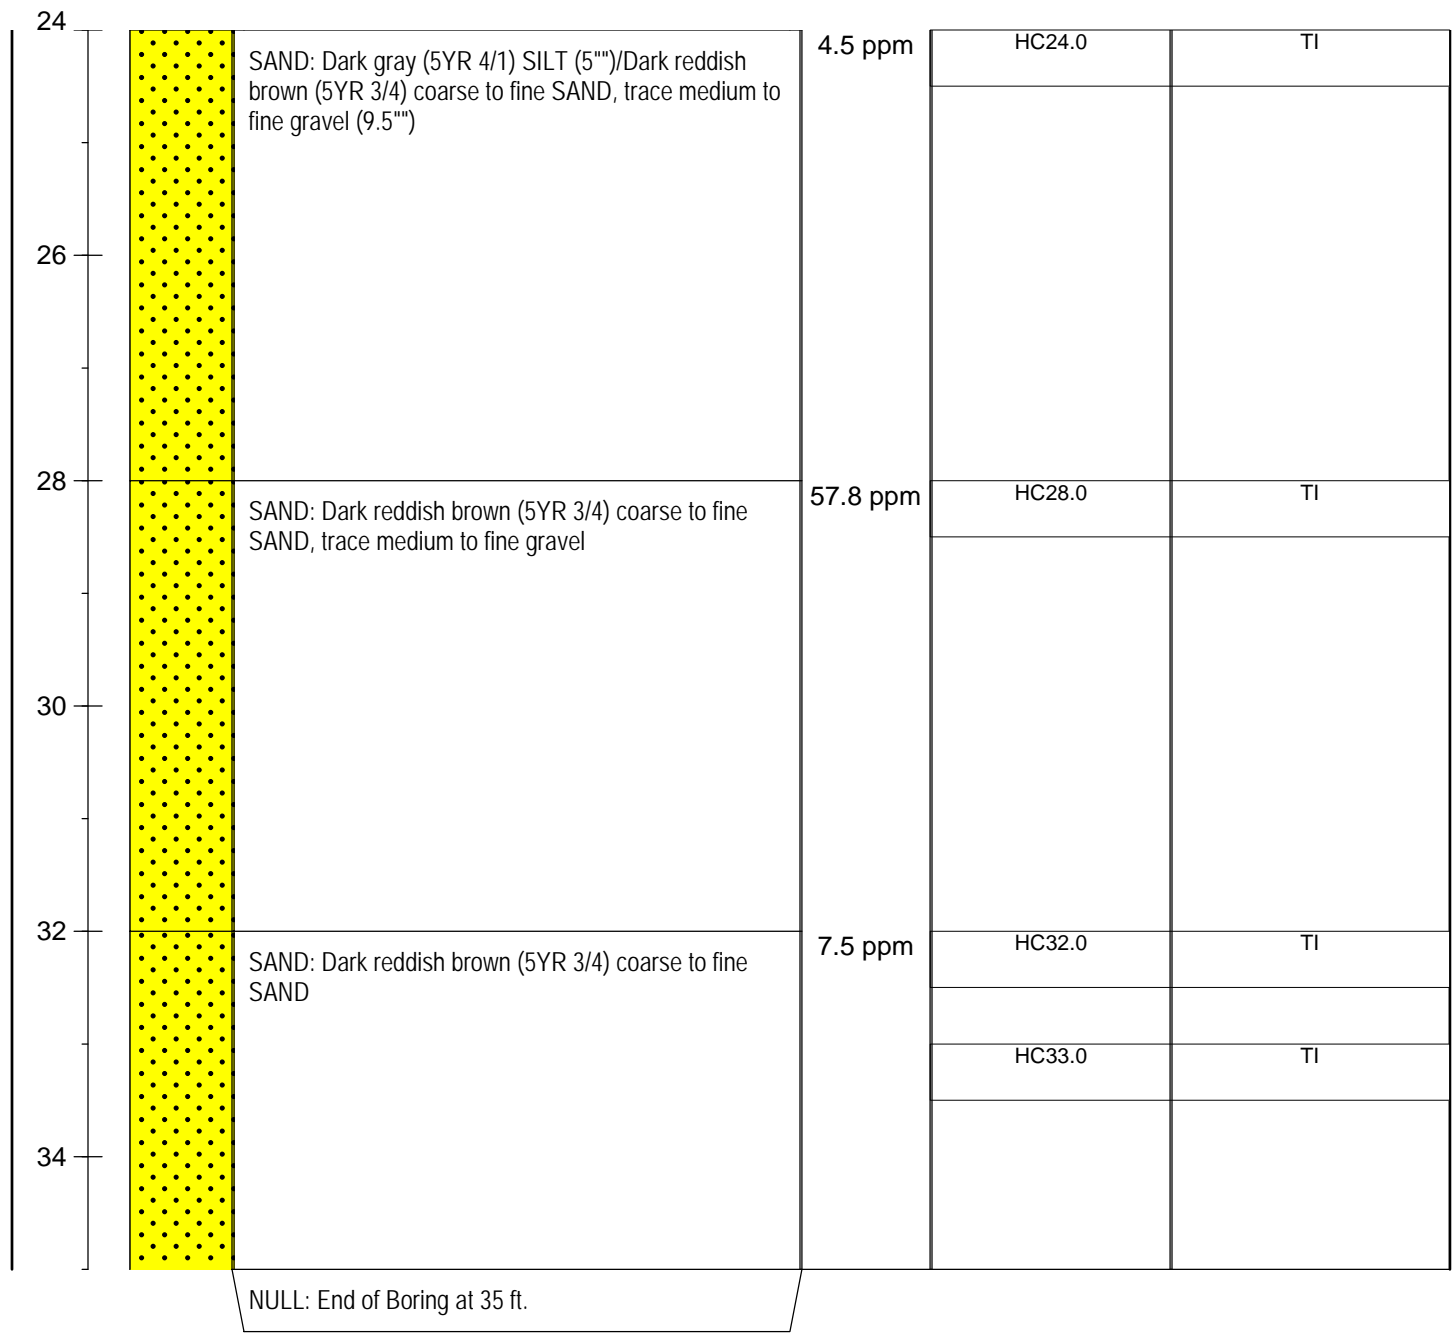 24
SAND: Dark gray (5YR 4/1) SILT (5"")/Dark reddish
brown (5YR 3/4) coarse to fine SAND, trace medium to
fine gravel (9.5"")
4.5 ppm
HC24.0
TI
26
28
SAND: Dark reddish brown (5YR 3/4) coarse to fine
SAND, trace medium to fine gravel
57.8 ppm
HC28.0
TI
30
32
SAND: Dark reddish brown (5YR 3/4) coarse to fine
SAND
7.5 ppm
HC32.0
TI
HC33.0
TI
34
NULL: End of Boring at 35 ft.